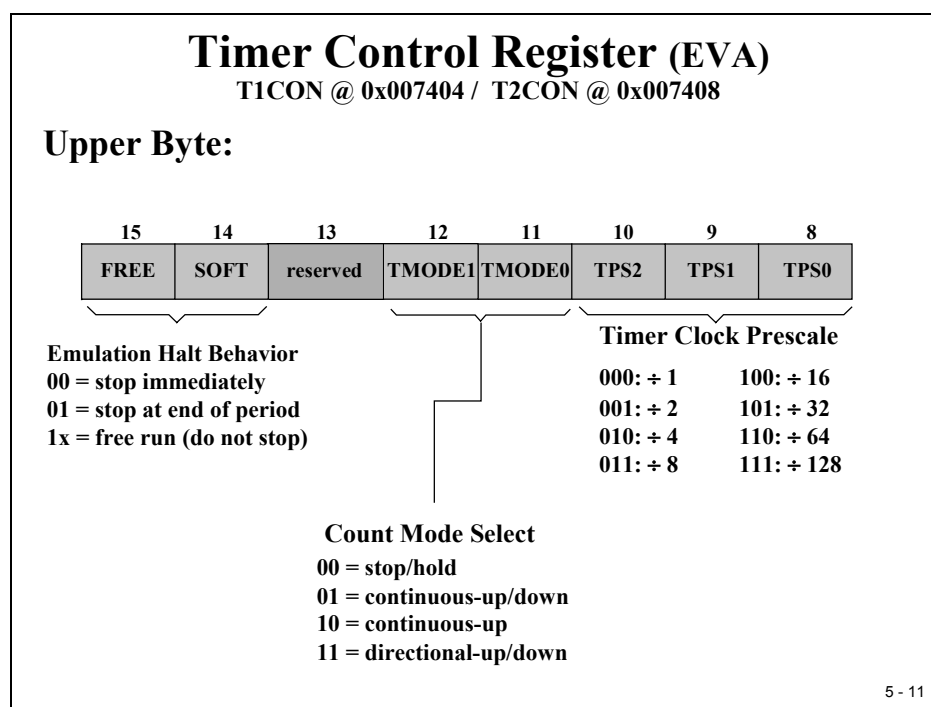 Timer Control Register (EVA)
T1CON @ 0x007404 / T2CON @ 0x007408
Upper Byte:
15 14 13 12 11 10 9 8
FREE SOFT reserved TMODE1 TMODE0 TPS2 TPS1 TPS0
Emulation Halt Behavior
00 = stop immediately
01 = stop at end of period
1x = free run (do not stop)
Timer Clock Prescale
000: ÷ 1 100: ÷ 16
001: ÷ 2 101: ÷ 32
010: ÷ 4 110: ÷ 64
011: ÷ 8 111: ÷ 128
Count Mode Select
00 = stop/hold
01 = continuous-up/down
10 = continuous-up
11 = directional-up/down
5 - 11